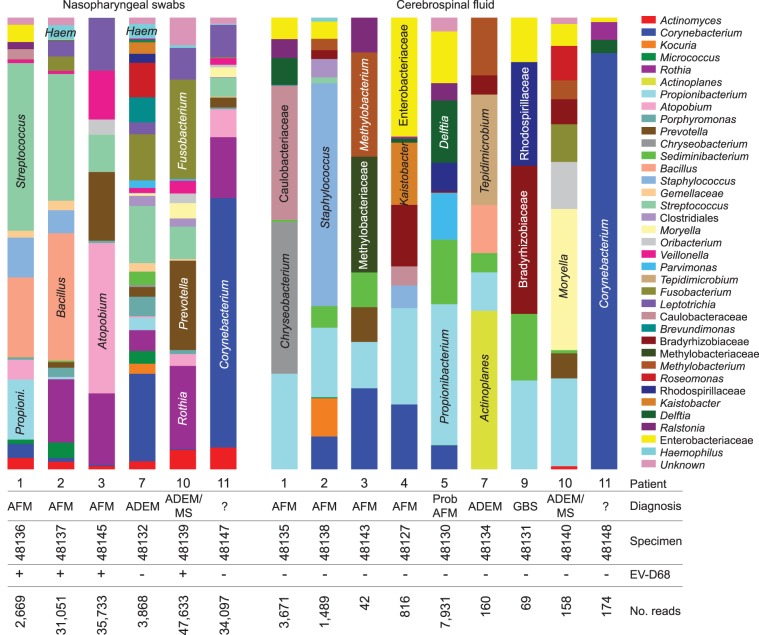 Nasopharyngeal swabs
Cerebrospinal fluid
Streptococcus
Propioni.
Haem
Bacillus
Atopobium
Haem
Fusobacterium
Prevotella
Rothia
Corynebacterium
Caulobacteriaceae
Chryseobacterium
Staphylococcus
Methylobacterium
Methylobacteriaceae
Enterobacteriaceae
Kaistobacter
Delftia
Propionibacterium
Tepidimicrobium
Actinoplanes
Rhodospirillaceae
Bradyrhizobiaceae
Moryella
Corynebacterium
Actinomyces
Corynebacterium
Kocuria
Micrococcus
Rothia
Actinoplanes
Propionibacterium
Atopobium
Porphyromonas
Prevotella
Chryseobacterium
Sediminibacterium
Bacillus
Staphylococcus
Gemellaceae
Streptococcus
Clostridiales
Moryella
Oribacterium
Veillonella
Parvimonas
Tepidimicrobium
Fusobacterium
Leptotrichia
Caulobacteraceae
Brevundimonas
Bradyrhizobiaceae
Methylobacteriaceae
Methylobacterium
Roseomonas
Rhodospirillaceae
Kaistobacter
Delftia
Ralstonia
Enterobacteriaceae
Haemophilus
Unknown
1 2 3 7 10 11 1 2 3 4 5 7 9 10 11 Patient
AFM AFM AFM ADEM ADEM/MS ? AFM AFM AFM AFM Prob AFM ADEM GBS ADEM/MS ? Diagnosis
48136 48137 48145 48132 48139 48147 48135 48138 48143 48127 48130 48134 48131 48140 48148 Specimen
+ + + - + - - - - - - - - - - EV-D68
2,669 31,051 35,733 3,868 47,633 34,097 3,671 1,489 42 816 7,931 160 69 158 174 No. reads